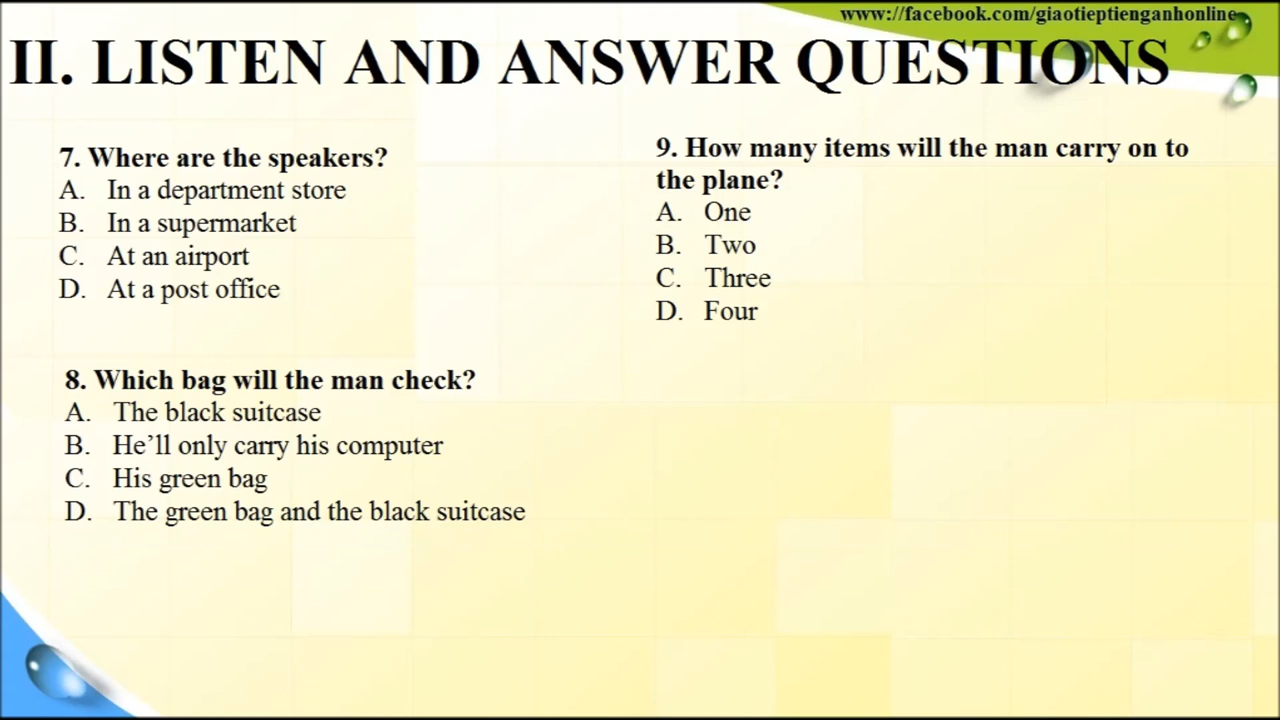 www://facebook.com/giaotieptienganhonline
II. LISTEN AND ANSWER QUESTIONS
7. Where are the speakers?
A. In a department store
B. In a supermarket
C. At an airport
D. At a post office
8. Which bag will the man check?
A. The black suitcase
B. He’ll only carry his computer
C. His green bag
D. The green bag and the black suitcase
9. How many items will the man carry on to
the plane?
A. One
B. Two
C. Three
D. Four